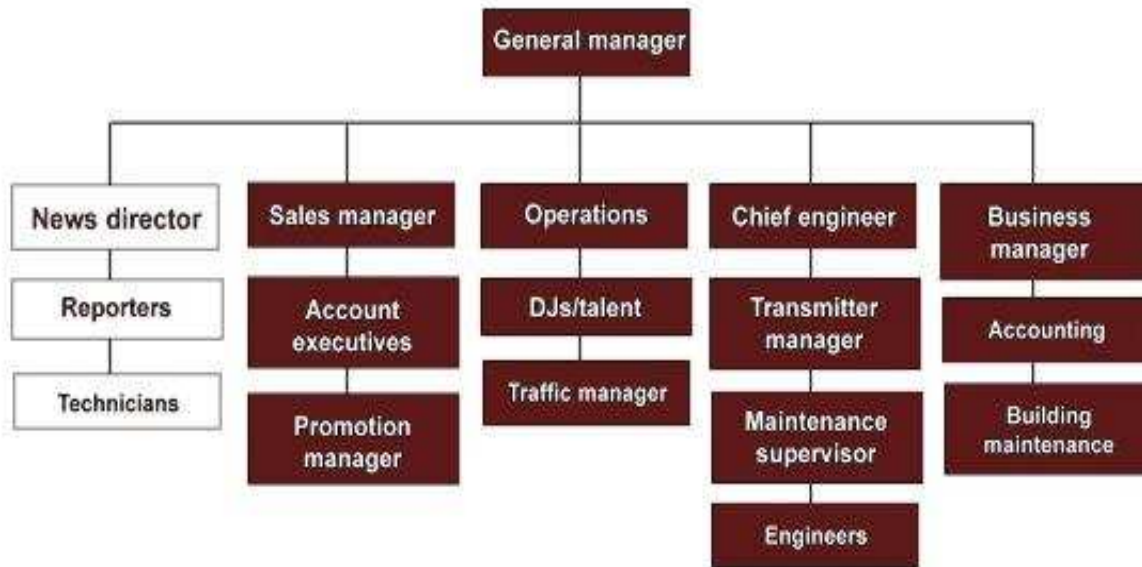 General manager
News director
Reporters
Technicians
Sales manager
Account
executives
Promotion
manager
Operations
DJs/talent
Traffic manager
Chief engineer
Transmitter
manager
Maintenance
supervisor
Engineers
Business
manager
Accounting
Building
maintenance